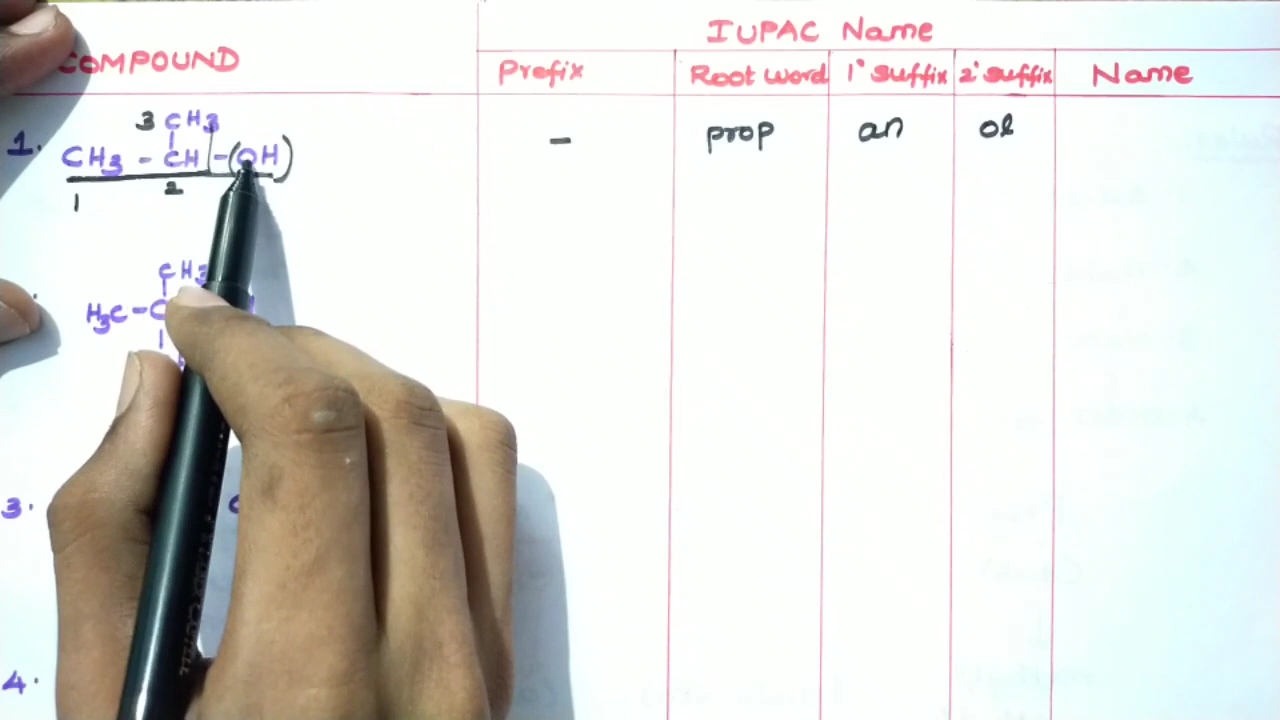 IUPAC Name
COMPOUND Prefix Root word 1° suffix 2° suffix Name
3 CH3
1. CH3 - CH - (OH) - prop an ol
1 2
CH3
H3C - C
3.
4.